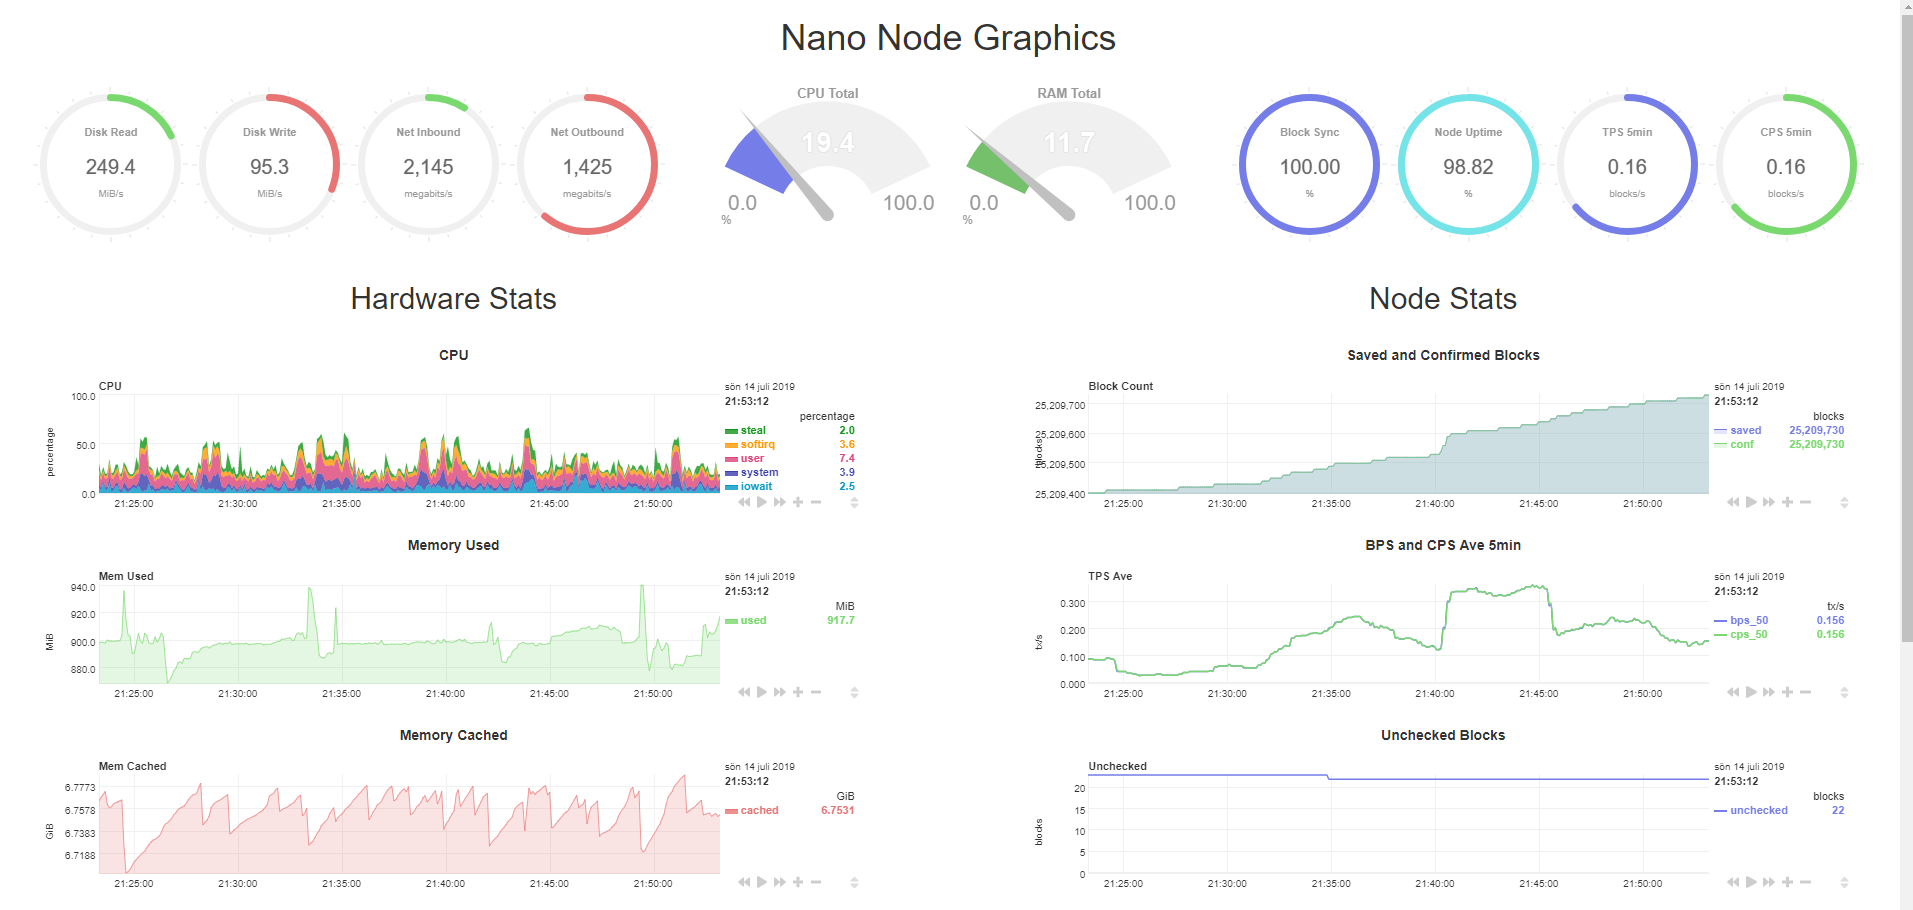 Nano Node Graphics
Disk Read
249.4
MiB/s
Disk Write
95.3
MiB/s
Net Inbound
2,145
megabits/s
Net Outbound
1,425
megabits/s
CPU Total
19.4
0.0
100.0
%
RAM Total
11.7
0.0
100.0
%
Block Sync
100.00
%
Node Uptime
98.82
%
TPS 5min
0.16
blocks/s
CPS 5min
0.16
blocks/s
Hardware Stats
CPU
CPU
percentage
100.0
50.0
0.0
21:25:00 21:30:00 21:35:00 21:40:00 21:45:00 21:50:00
sön 14 juli 2019
21:53:12
percentage
steal 2.0
softirq 3.6
user 7.4
system 3.9
iowait 2.5
Memory Used
Mem Used
MiB
940.0
920.0
900.0
880.0
21:25:00 21:30:00 21:35:00 21:40:00 21:45:00 21:50:00
sön 14 juli 2019
21:53:12
MiB
used 917.7
Memory Cached
Mem Cached
GiB
6.7773
6.7578
6.7383
6.7188
21:25:00 21:30:00 21:35:00 21:40:00 21:45:00 21:50:00
sön 14 juli 2019
21:53:12
GiB
cached 6.7531
Node Stats
Saved and Confirmed Blocks
Block Count
blocks
25,209,700
25,209,600
25,209,500
25,209,400
21:25:00 21:30:00 21:35:00 21:40:00 21:45:00 21:50:00
sön 14 juli 2019
21:53:12
blocks
saved 25,209,730
conf 25,209,730
BPS and CPS Ave 5min
TPS Ave
tx/s
0.300
0.200
0.100
0.000
21:25:00 21:30:00 21:35:00 21:40:00 21:45:00 21:50:00
sön 14 juli 2019
21:53:12
tx/s
bps_50 0.156
cps_50 0.156
Unchecked Blocks
Unchecked
blocks
20
15
10
5
0
21:25:00 21:30:00 21:35:00 21:40:00 21:45:00 21:50:00
sön 14 juli 2019
21:53:12
blocks
unchecked 22